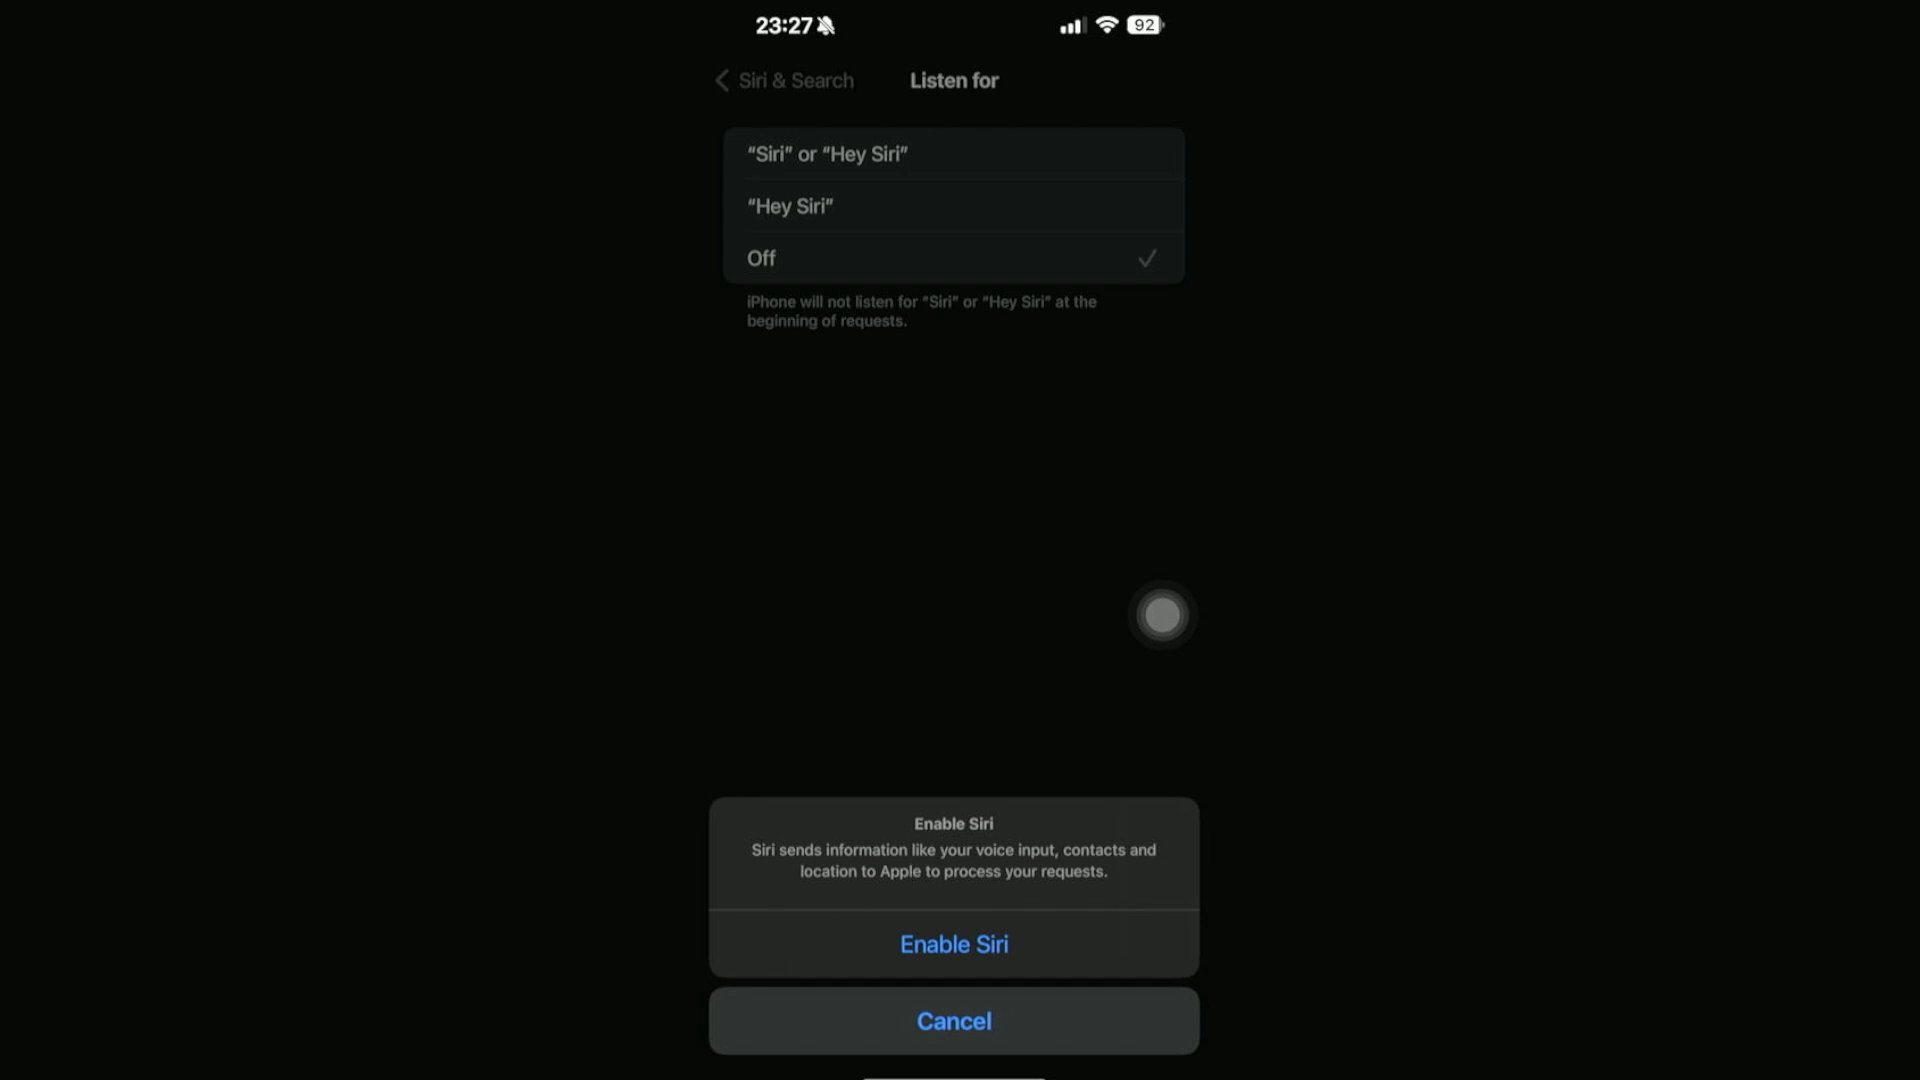 23:27
92
Siri & Search
Listen for
“Siri” or “Hey Siri”
“Hey Siri”
Off
iPhone will not listen for “Siri” or “Hey Siri” at the
beginning of requests.
Enable Siri
Siri sends information like your voice input, contacts and
location to Apple to process your requests.
Enable Siri
Cancel